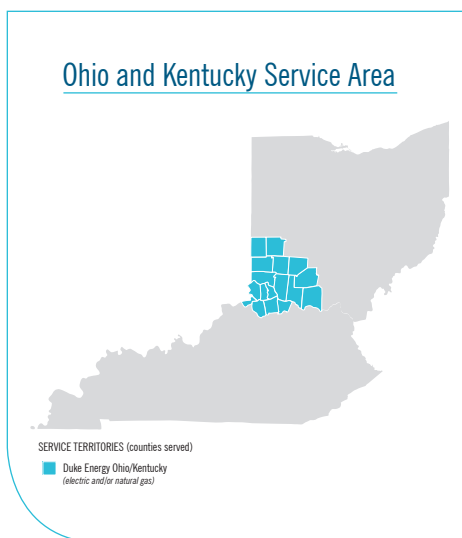 Ohio and Kentucky Service Area
SERVICE TERRITORIES (counties served)
Duke Energy Ohio/Kentucky
(electric and/or natural gas)